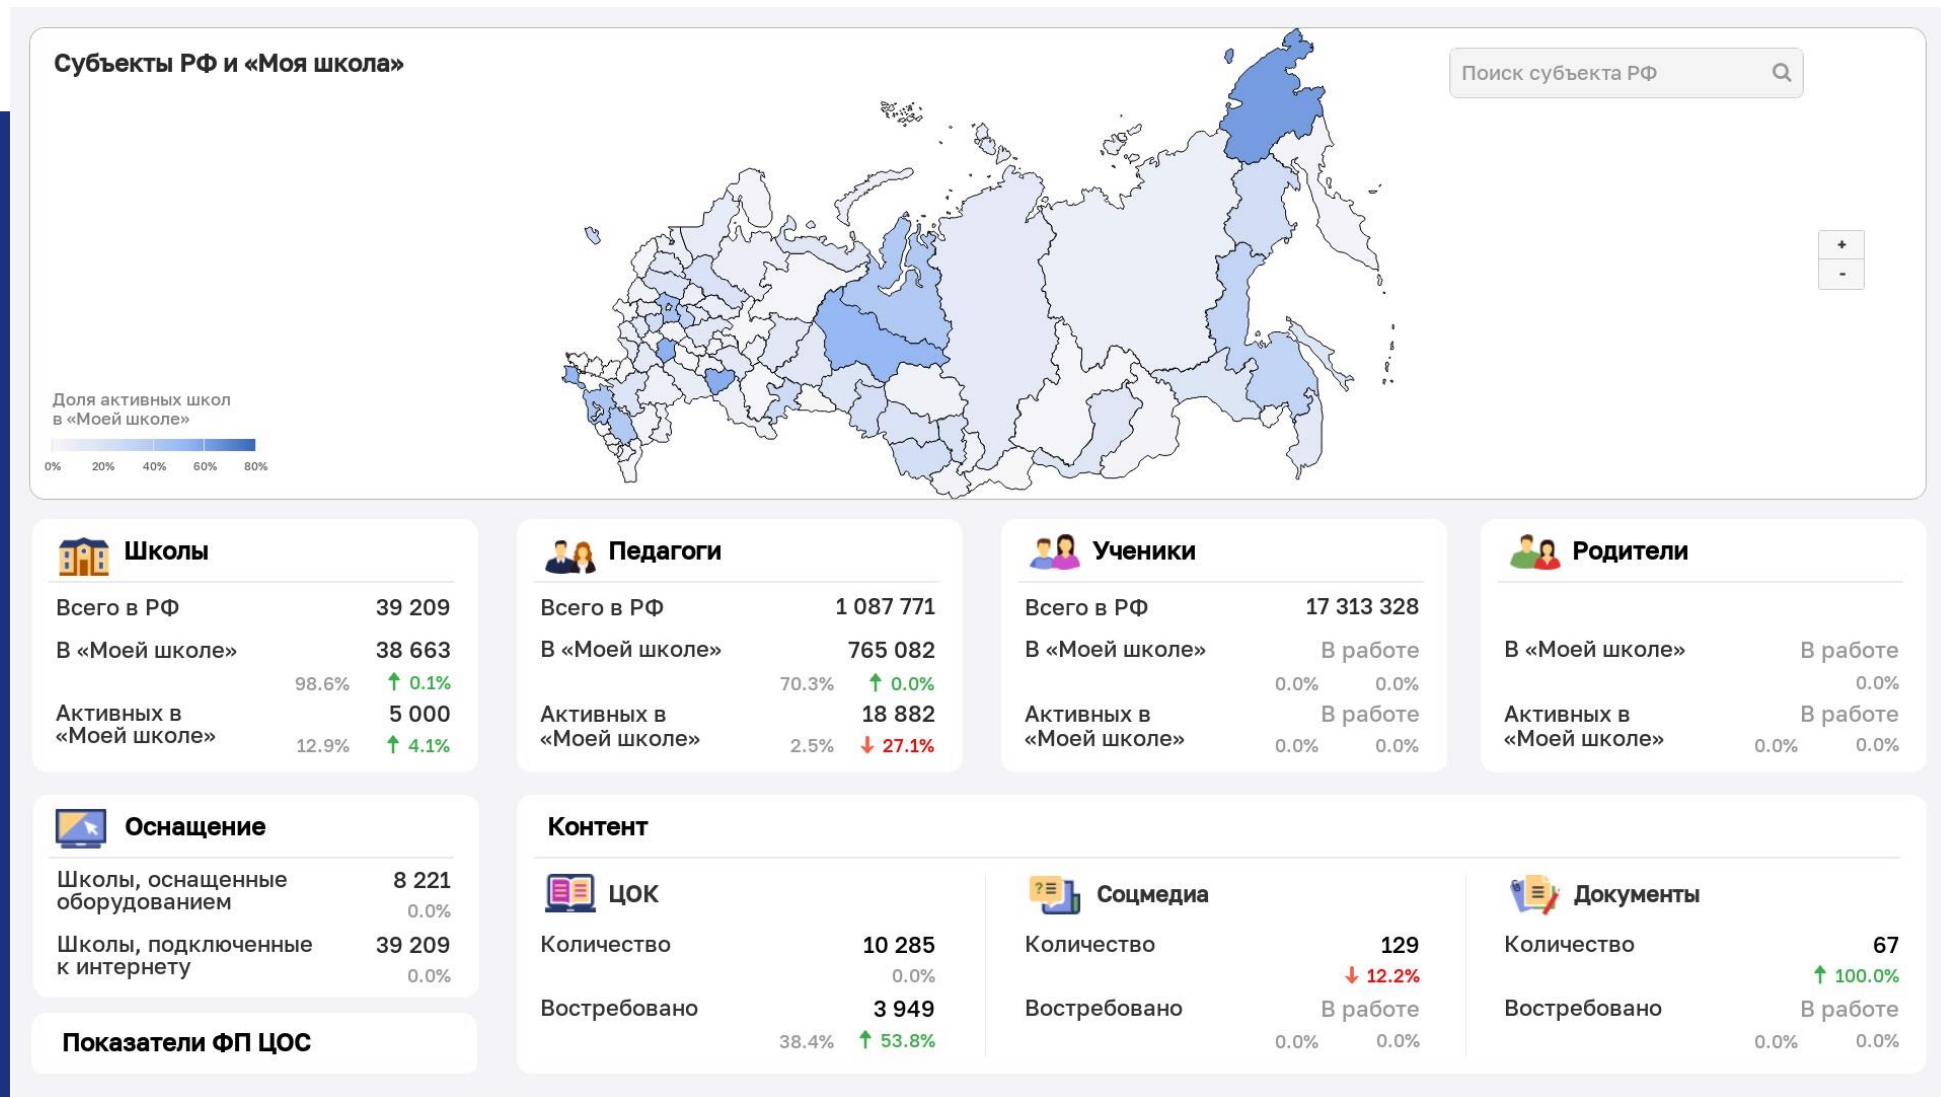 Субъекты РФ и «Моя школа»
Поиск субъекта РФ
+
-
Доля активных школ
в «Моей школе»
0% 20% 40% 60% 80%
Школы
Всего в РФ 39 209
В «Моей школе» 38 663
98.6% ↑ 0.1%
Активных в 5 000
«Моей школе»
12.9% ↑ 4.1%
Педагоги
Всего в РФ 1 087 771
В «Моей школе» 765 082
70.3% ↑ 0.0%
Активных в 18 882
«Моей школе»
2.5% ↓ 27.1%
Ученики
Всего в РФ 17 313 328
В «Моей школе» В работе
0.0% 0.0%
Активных в В работе
«Моей школе»
0.0% 0.0%
Родители
В «Моей школе» В работе
0.0%
Активных в В работе
«Моей школе»
0.0% 0.0%
Оснащение
Школы, оснащенные 8 221
оборудованием
0.0%
Школы, подключенные 39 209
к интернету
0.0%
Показатели ФП ЦОС
Контент
ЦОК
Количество 10 285
0.0%
Востребовано 3 949
38.4% ↑ 53.8%
Соцмедиа
Количество 129
↓ 12.2%
Востребовано В работе
0.0% 0.0%
Документы
Количество 67
↑ 100.0%
Востребовано В работе
0.0% 0.0%